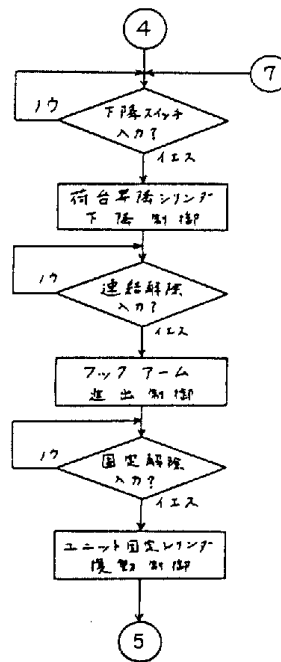 4
7
下降スイッチ
入力?
ノウ
イエス
荷台昇降シリンダー
下降制御
ノウ
連結解除
入力?
イエス
フックアーム
進出制御
ノウ
固定解除
入力?
イエス
ユニット固定シリンダー
復動制御
5